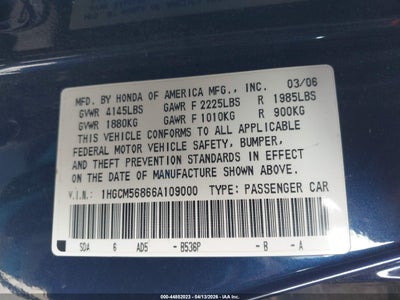 MFD. BY HONDA OF AMERICA MFG., INC. 03/06
GVWR 4145LBS GAWR F 2225LBS R 1985LBS
GVWR 1880KG GAWR F 1010KG R 900KG
THIS VEHICLE CONFORMS TO ALL APPLICABLE
FEDERAL MOTOR VEHICLE SAFETY, BUMPER,
AND THEFT PREVENTION STANDARDS IN EFFECT
ON THE DATE OF MANUFACTURE SHOWN ABOVE.
V.I.N.: 1HGCM56866A109000 TYPE: PASSENGER CAR
SDA 6 AD5 - B536P - B - A
000-44852023 - 04/13/2026 - 000000